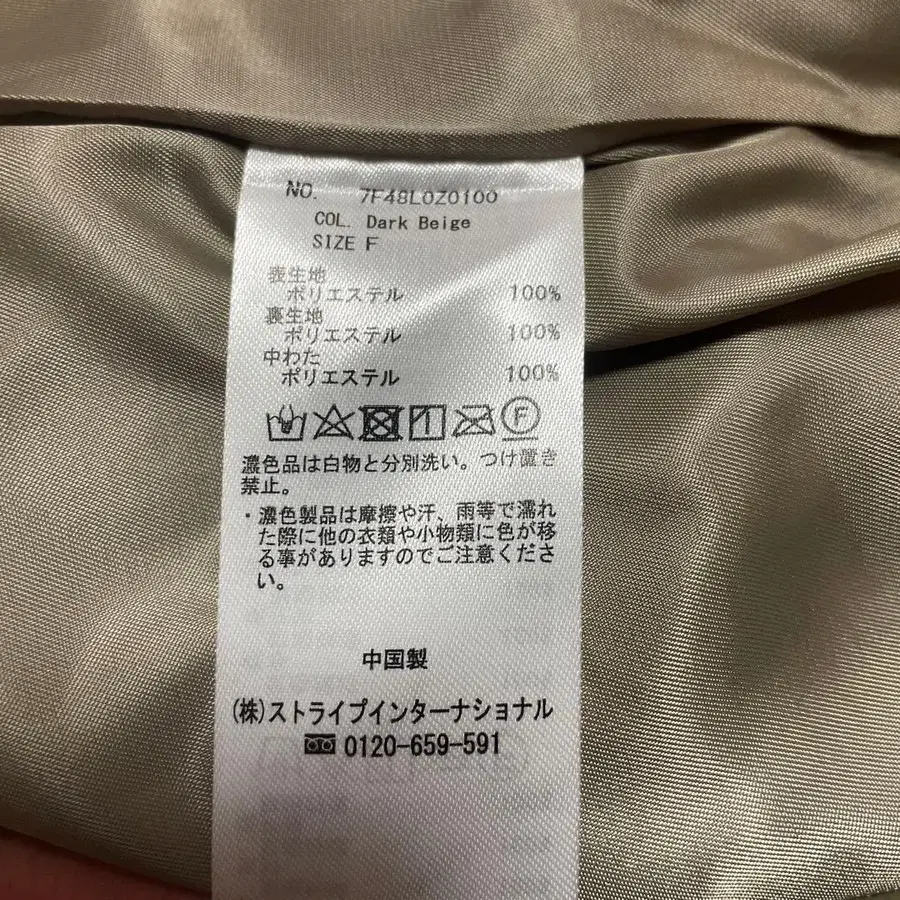 NO. 7F48L0Z0100
COL. Dark Beige
SIZE F
表生地
ポリエステル 100%
裏生地
ポリエステル 100%
中わた
ポリエステル 100%
F
濃色品は白物と分別洗い。つけ置き
禁止。
・濃色製品は摩擦や汗、雨等で濡れ
た際に他の衣類や小物類に色が移
る事がありますのでご注意くださ
い。
中国製
(株)ストライプインターナショナル
0120-659-591